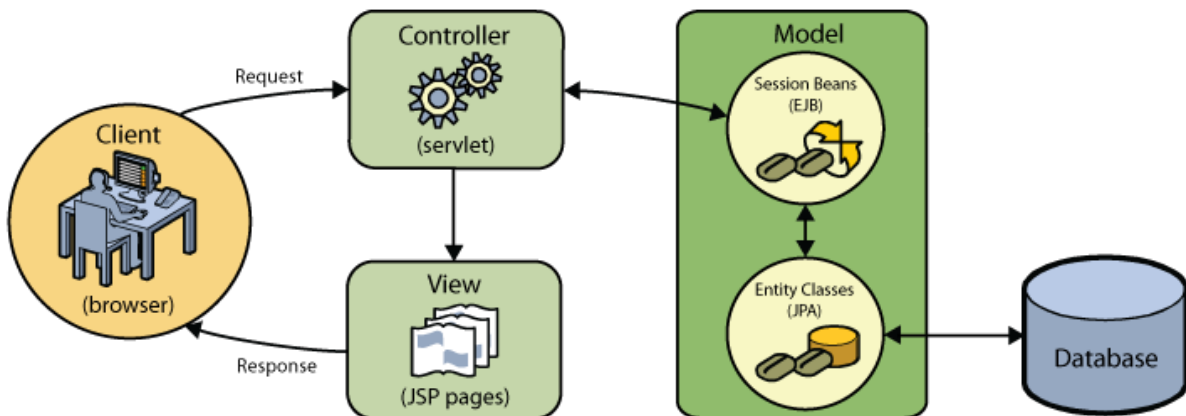 Client
(browser)
Request
Controller
(servlet)
View
(JSP pages)
Response
Model
Session Beans
(EJB)
Entity Classes
(JPA)
Database